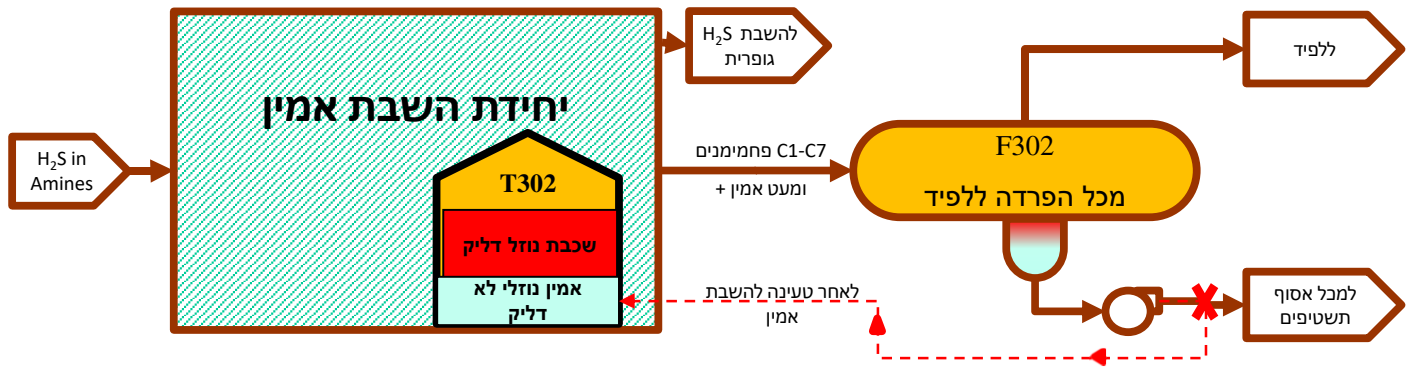 להשבת H2S
גופרית
ללפיד
יחידת השבת אמין
H2S in
Amines
T302
שכבת נוזל דליק
אמין נוזלי לא
דליק
פחמימנים C1-C7
ומעט אמין +
F302
מכל הפרדה ללפיד
לאחר טעינה להשבת
אמין
למכל אסוף
תשטיפים